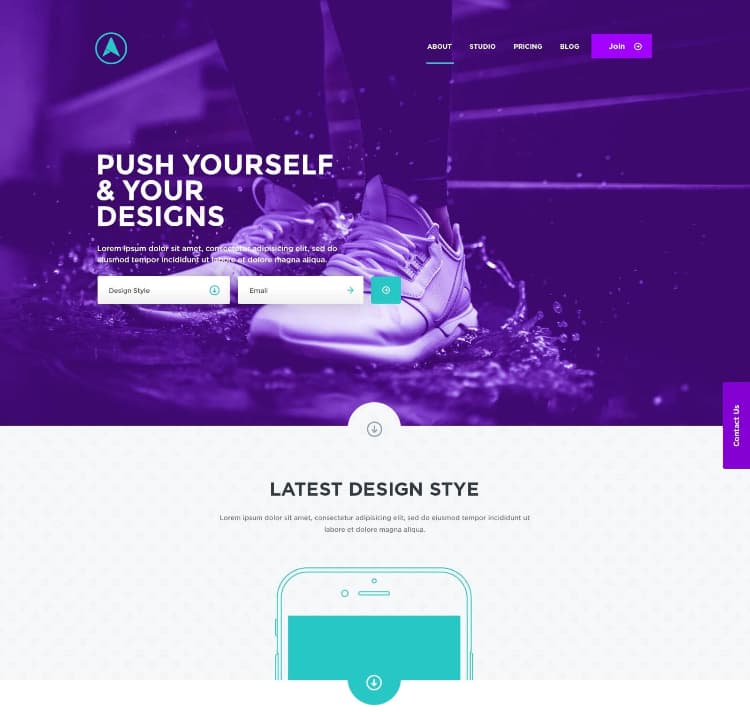 ABOUT STUDIO PRICING BLOG Join
PUSH YOURSELF
& YOUR
DESIGNS
Lorem ipsum dolor sit amet, consectetur adipisicing elit, sed do
eiusmod tempor incididunt ut labore et dolore magna aliqua.
Design Style Email
Contact Us
LATEST DESIGN STYE
Lorem ipsum dolor sit amet, consectetur adipisicing elit, sed do eiusmod tempor incididunt ut
labore et dolore magna aliqua.